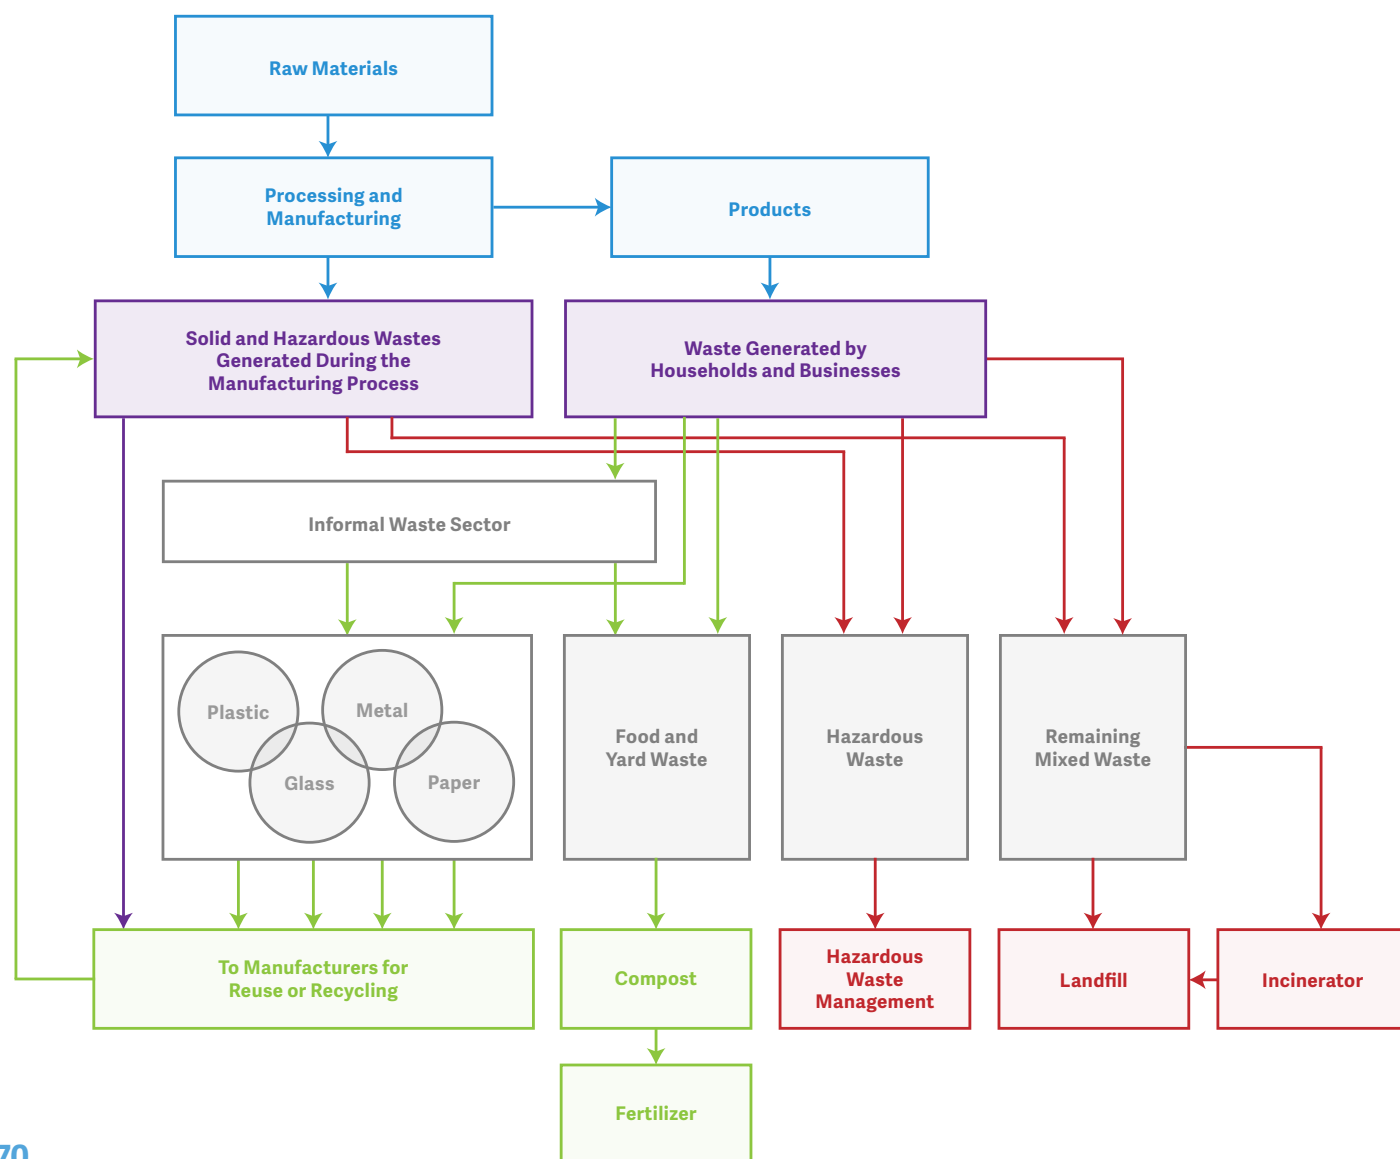 Raw Materials
Processing and
Manufacturing
Products
Solid and Hazardous Wastes
Generated During the
Manufacturing Process
Waste Generated by
Households and Businesses
Informal Waste Sector
Plastic
Metal
Glass
Paper
Food and
Yard Waste
Hazardous
Waste
Remaining
Mixed Waste
To Manufacturers for
Reuse or Recycling
Compost
Hazardous
Waste
Management
Landfill
Incinerator
Fertilizer
70